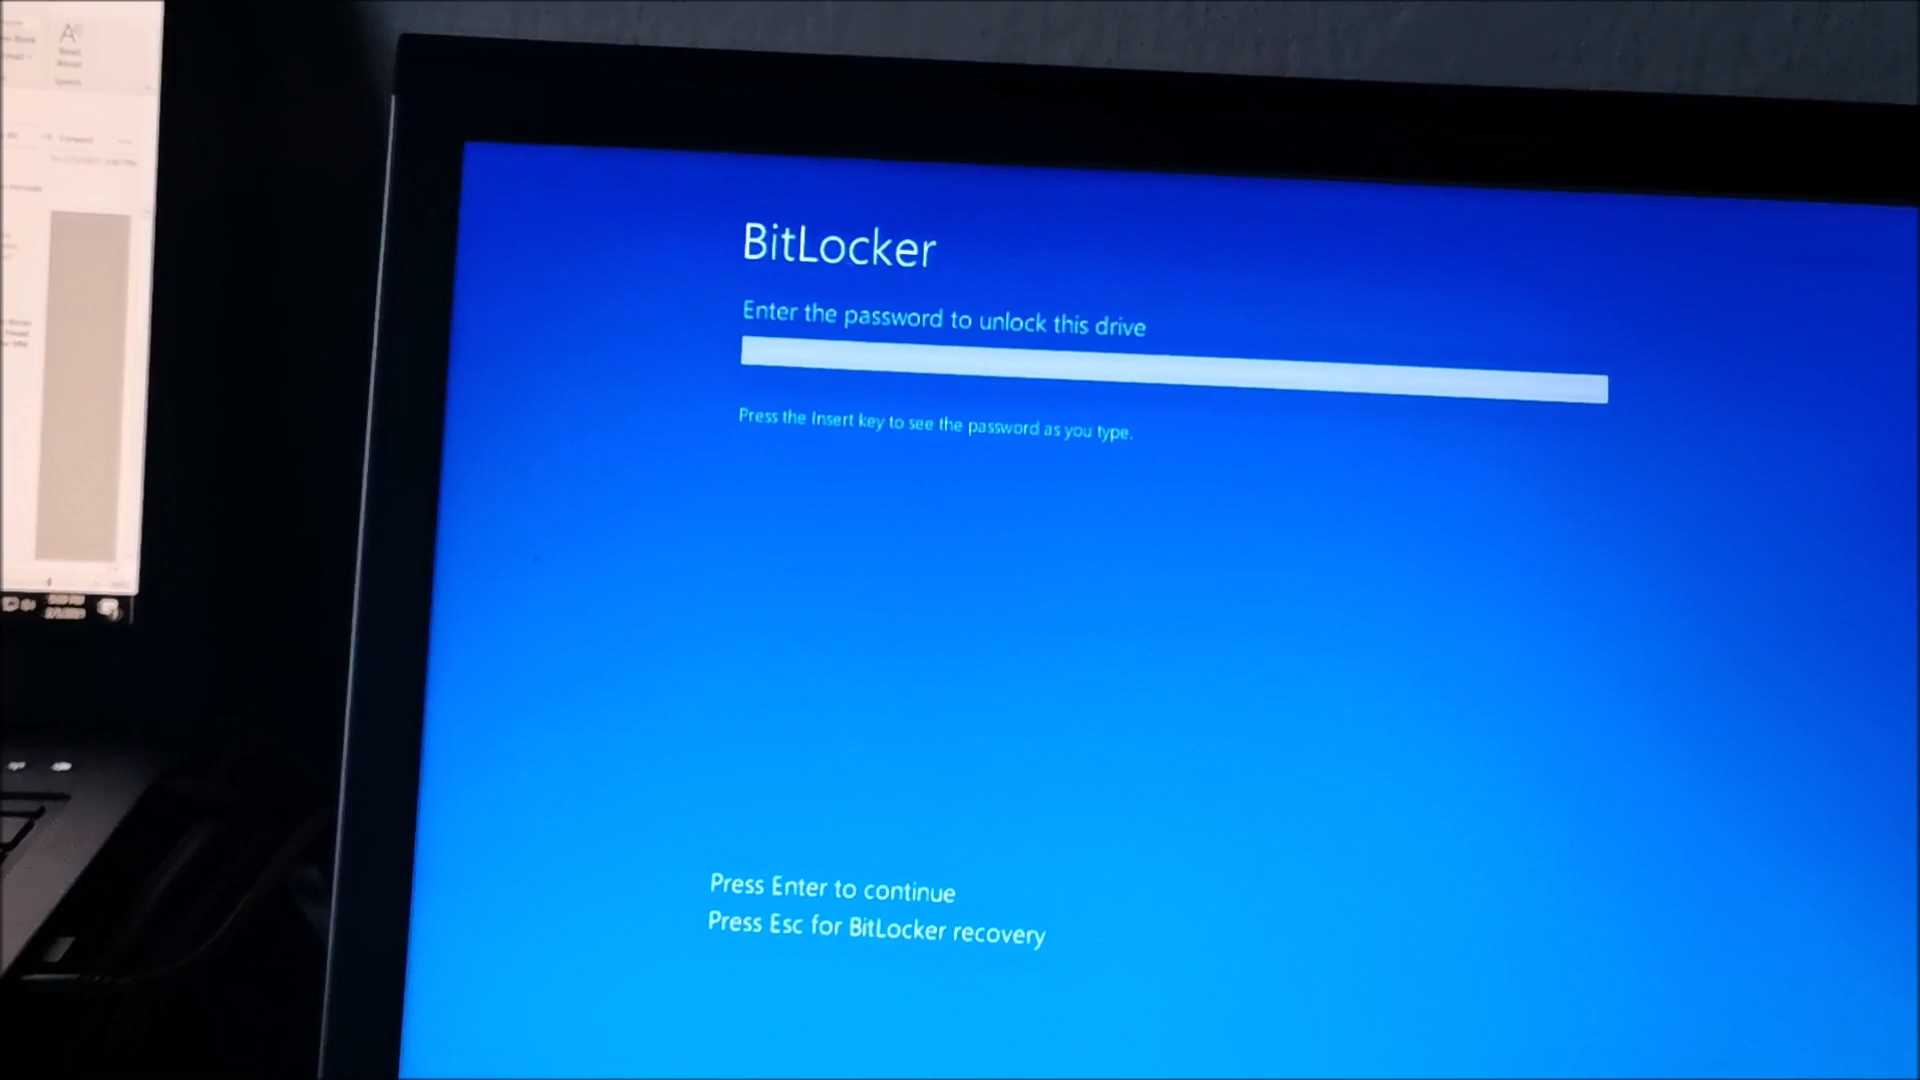 BitLocker
Enter the password to unlock this drive
Press the Insert key to see the password as you type.
Press Enter to continue
Press Esc for BitLocker recovery
Forward